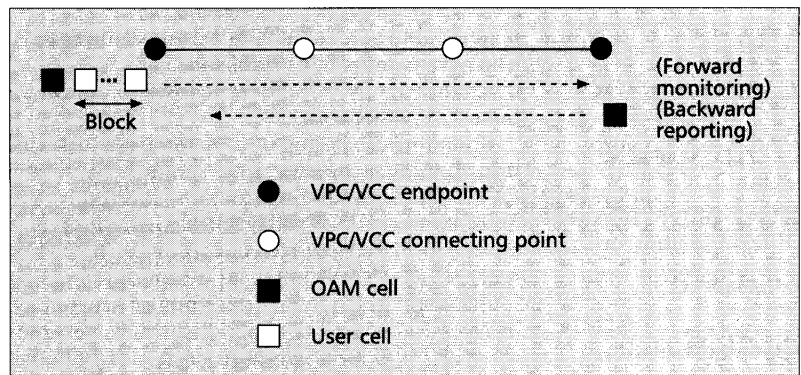 (Forward
monitoring)
(Backward
reporting)
Block
VPC/VCC endpoint
VPC/VCC connecting point
OAM cell
User cell